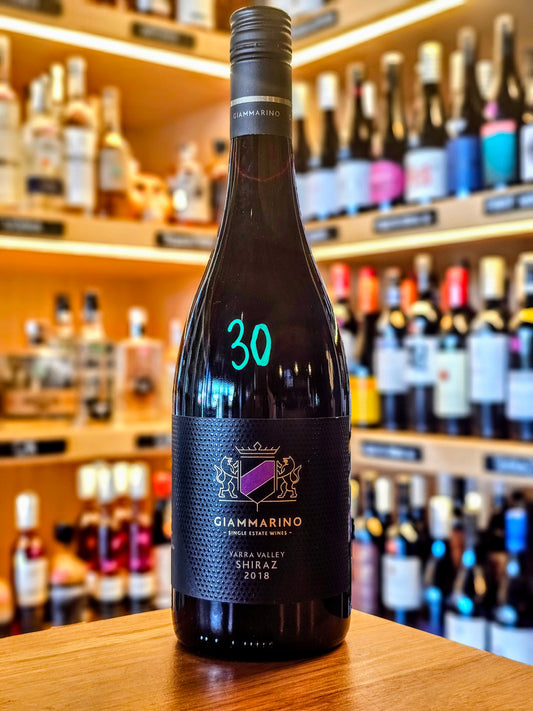 GIAMMARINO
30
GIAMMARINO
- SINGLE ESTATE WINES -
YARRA VALLEY
SHIRAZ
2018